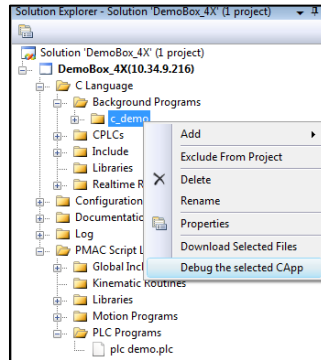 Solution Explorer - Solution 'DemoBox_4X' (1 project)
Solution 'DemoBox_4X' (1 project)
DemoBox_4X(10.34.9.216)
C Language
Background Programs
c_demo
CPLCs
Include
Libraries
Realtime R
Configuration
Documentatic
Log
PMAC Script L
Global Incl
Kinematic Routines
Libraries
Motion Programs
PLC Programs
plc demo.plc
Add
Exclude From Project
Delete
Rename
Properties
Download Selected Files
Debug the selected CApp